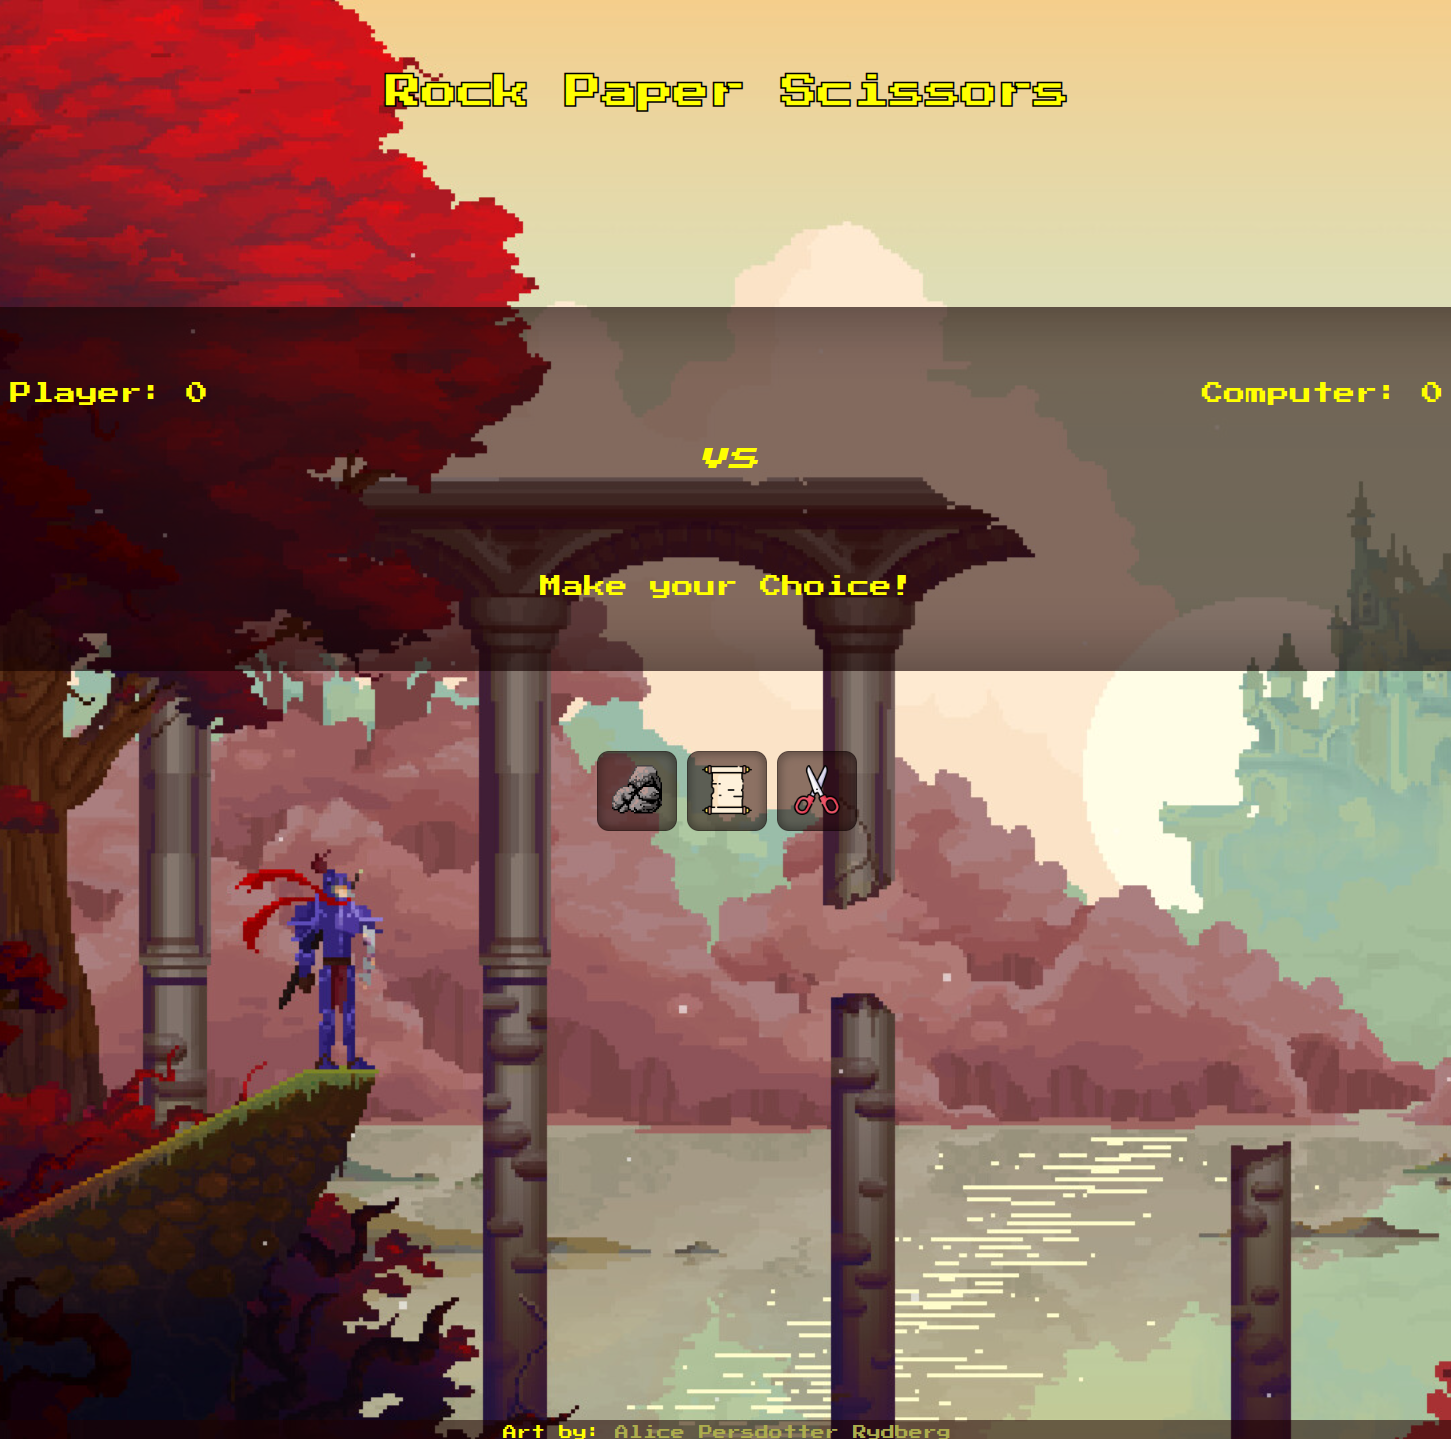 Rock Paper Scissors
Player: 0
Computer: 0
VS
Make your Choice!
Art by: Alice Persdotter Rydberg